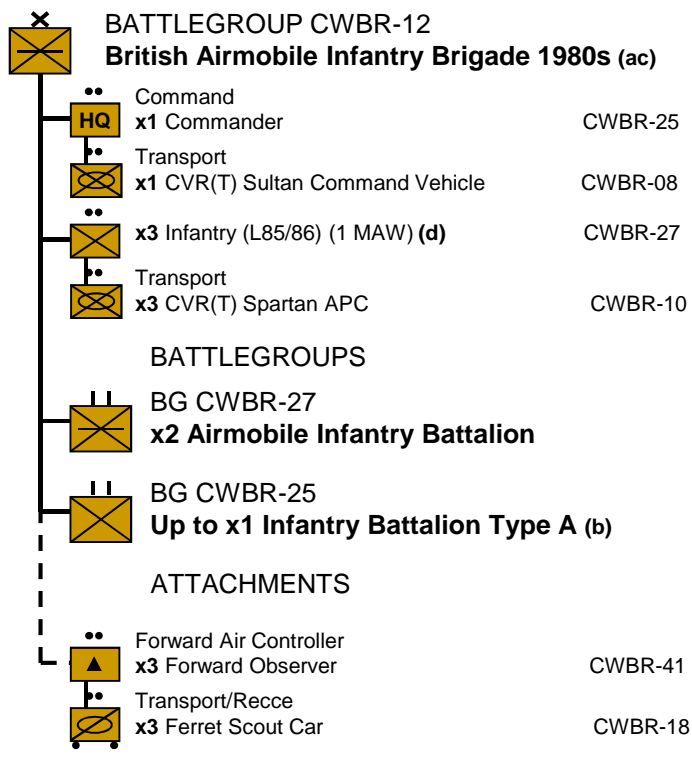 BATTLEGROUP CWBR-12
British Airmobile Infantry Brigade 1980s (ac)
Command
HQ x1 Commander CWBR-25
Transport
x1 CVR(T) Sultan Command Vehicle CWBR-08
x3 Infantry (L85/86) (1 MAW) (d) CWBR-27
Transport
x3 CVR(T) Spartan APC CWBR-10
BATTLEGROUPS
BG CWBR-27
x2 Airmobile Infantry Battalion
BG CWBR-25
Up to x1 Infantry Battalion Type A (b)
ATTACHMENTS
Forward Air Controller
x3 Forward Observer CWBR-41
Transport/Recce
x3 Ferret Scout Car CWBR-18